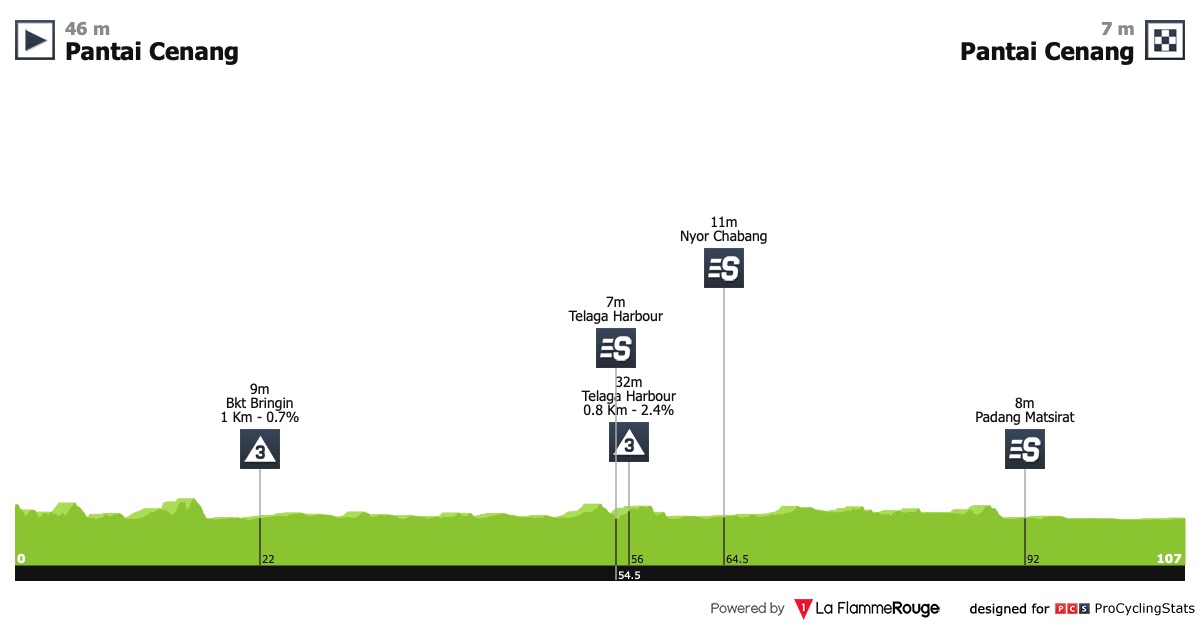 46 m
Pantai Cenang
7 m
Pantai Cenang
11m
Nyor Chabang
S
7m
Telaga Harbour
S
32m
Telaga Harbour
0.8 Km - 2.4%
3
9m
Bkt Bringin
1 Km - 0.7%
3
8m
Padang Matsirat
S
0
22
54.5
56
64.5
92
107
Powered by 1 La FlammeRouge designed for PCS ProCyclingStats